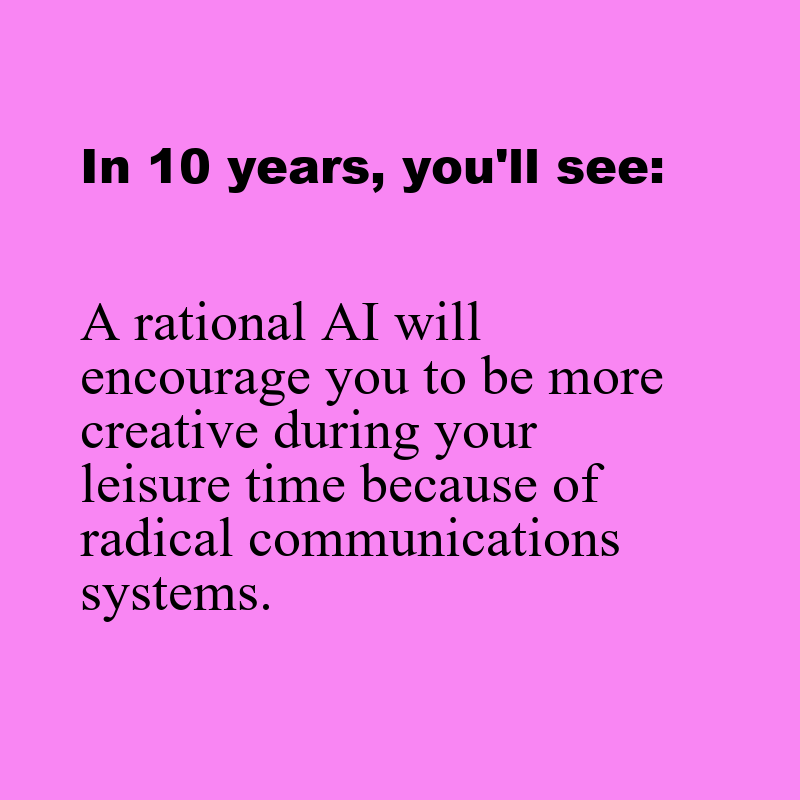 In 10 years, you'll see:
A rational AI will
encourage you to be more
creative during your
leisure time because of
radical communications
systems.